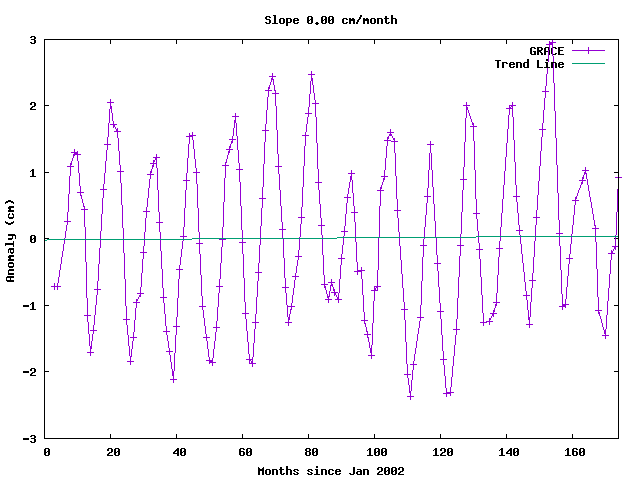 Slope 0.00 cm/month
GRACE
Trend Line
3
2
1
0
-1
-2
-3
Anomaly (cm)
0 20 40 60 80 100 120 140 160
Months since Jan 2002